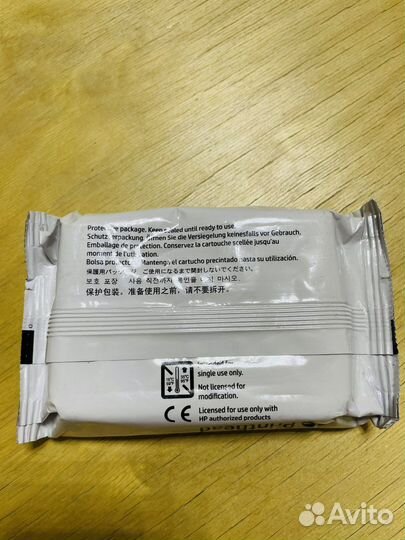 Protective package. Keep sealed until ready to use.
Schutzverpackung. Öffnen Sie die Versiegelung keinesfalls vor Gebrauch.
Emballage de protection. Conservez la cartouche scellée jusqu'au
moment de l'utilisation.
Bolsa protectora. Mantenga el cartucho precintado hasta su utilización.
保護用パッケージ。ご使用になるまで開封しないでください。
보호 포장 사용 직전까지 봉인을 마십시오.
保护包装，准备使用之前，请不要拆开。
for
single use only.
Not licensed for
modification.
CE
Licensed for use only with
HP authorized products
Printhead
Avito